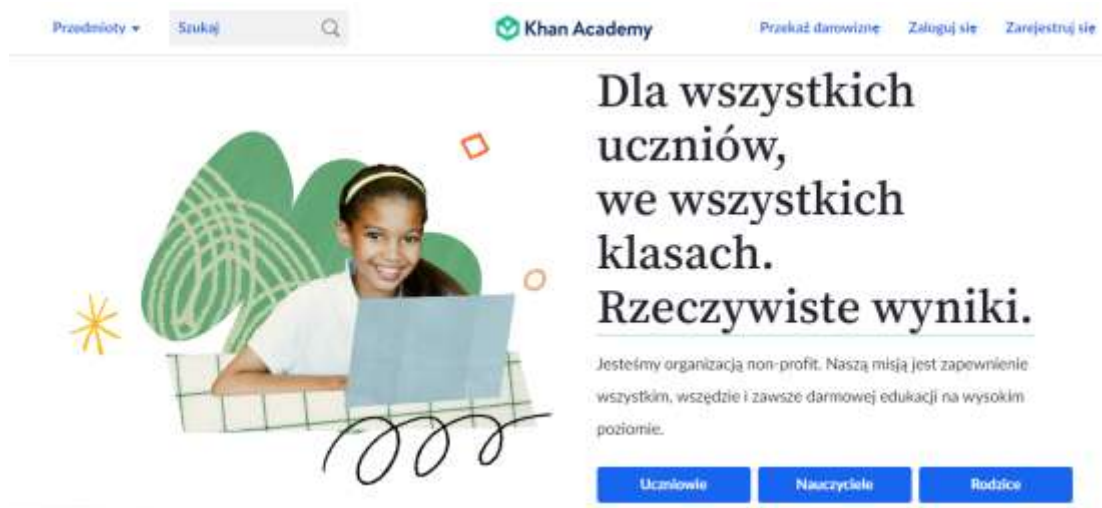 Przedmioty
Szukaj
Khan Academy
Przekaż darowiznę
Zaloguj się
Zarejestruj się
Dla wszystkich
uczniów,
we wszystkich
klasach.
Rzeczywiste wyniki.
Jesteśmy organizacją non-profit. Naszą misją jest zapewnienie
wszystkim, wszędzie i zawsze darmowej edukacji na wysokim
poziomie.
Uczniowie
Nauczyciele
Rodzice